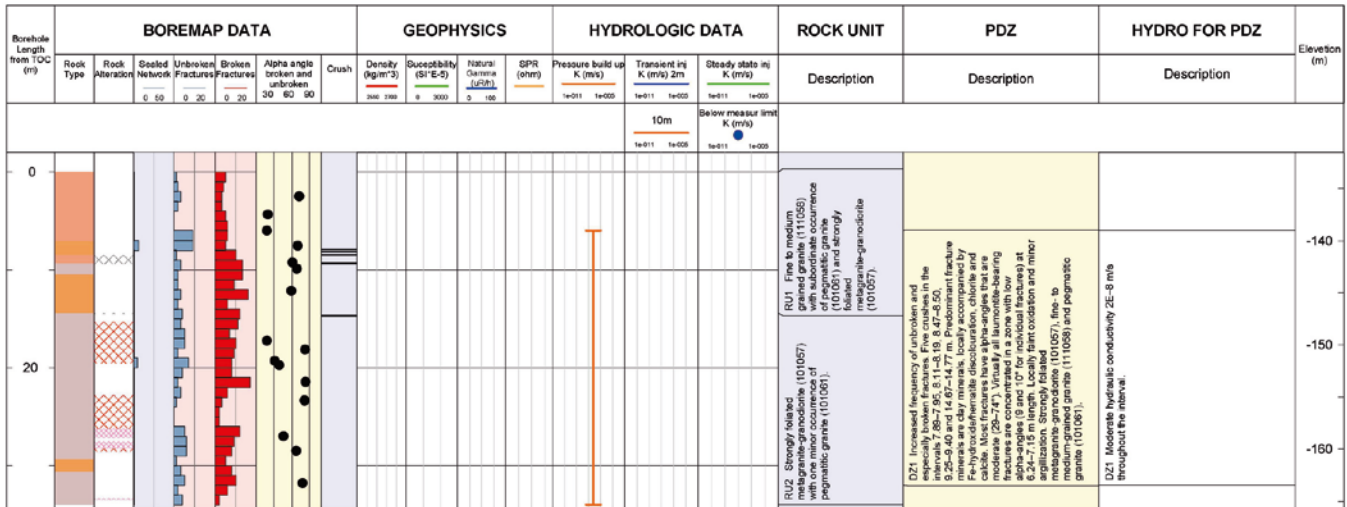 Borehole Length from TOC (m)
BOREMAP DATA
GEOPHYSICS
HYDROLOGIC DATA
ROCK UNIT
PDZ
HYDRO FOR PDZ
Elevetion (m)
Rock Type
Rock Alteration
Sealed Network
0 50
Unbroken Fractures
0 20
Broken Fractures
0 20
Alpha angle broken and unbroken
30 60 90
Crush
Density (kg/m*3)
Suceptibility (SI*E-5)
0 3000
Natural Gamma (uR/h)
0 100
SPR (ohm)
Pressure build up K (m/s)
1e-011 1e-005
Transient inj K (m/s) 2m
1e-011 1e-005
Steady state inj K (m/s)
1e-011 1e-005
Description
Description
Description
10m
1e-011 1e-005
Below measur limit K (m/s)
1e-011 1e-005
0
20
RU1 Fine to medium
grained granite (111058)
with subordinate occurrence
of pegmatitic granite
(101061) and strongly
foliated
metagranite-granodiorite
(101057).
RU2 Strongly foliated
metagranite-granodiorite (101057)
with one minor occurrence of
pegmatitic granite (101061).
DZ1 Increased frequency of unbroken and
especially broken fractures. Five crushes in the
intervals 7.89–7.95, 8.11–8.19, 8.47–8.50,
9.25–9.40 and 14.67–14.77 m. Predominant fracture
minerals are clay minerals, locally accompanied by
Fe-hydroxide/hematite discolouration, chlorite and
calcite. Most fractures have alpha-angles that are
moderate (29–74°). Virtually all laumontite-bearing
fractures are concentrated in a zone with low
alpha-angles (9 and 10° for individual fractures) at
6.24–7.15 m length. Locally faint oxidation and minor
argillization. Strongly foliated
metagranite-granodiorite (101057), fine- to
medium-grained granite (111058) and pegmatitic
granite (101061).
DZ1 Moderate hydraulic conductivity 2E–8 m/s
throughout the interval.
-140
-150
-160